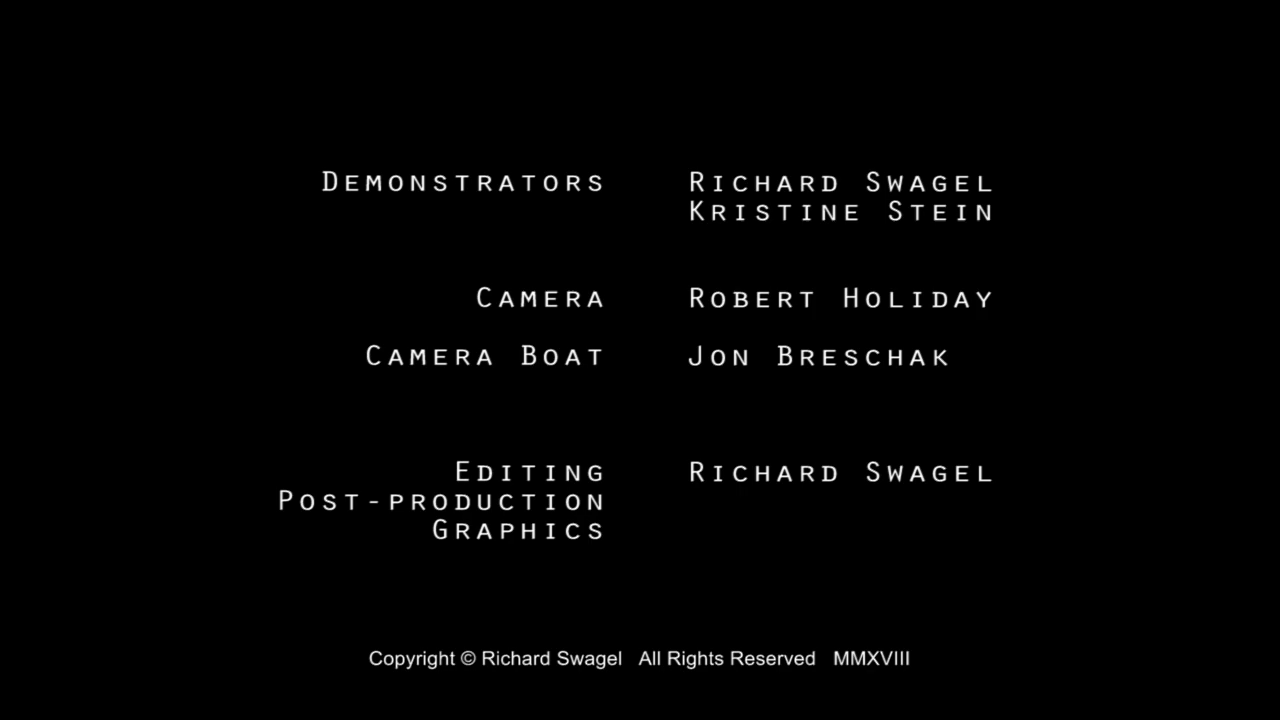 Demonstrators Richard Swagel
Kristine Stein
Camera Robert Holiday
Camera Boat Jon Breschak
Editing Richard Swagel
Post-production
Graphics
Copyright © Richard Swagel All Rights Reserved MMXVIII